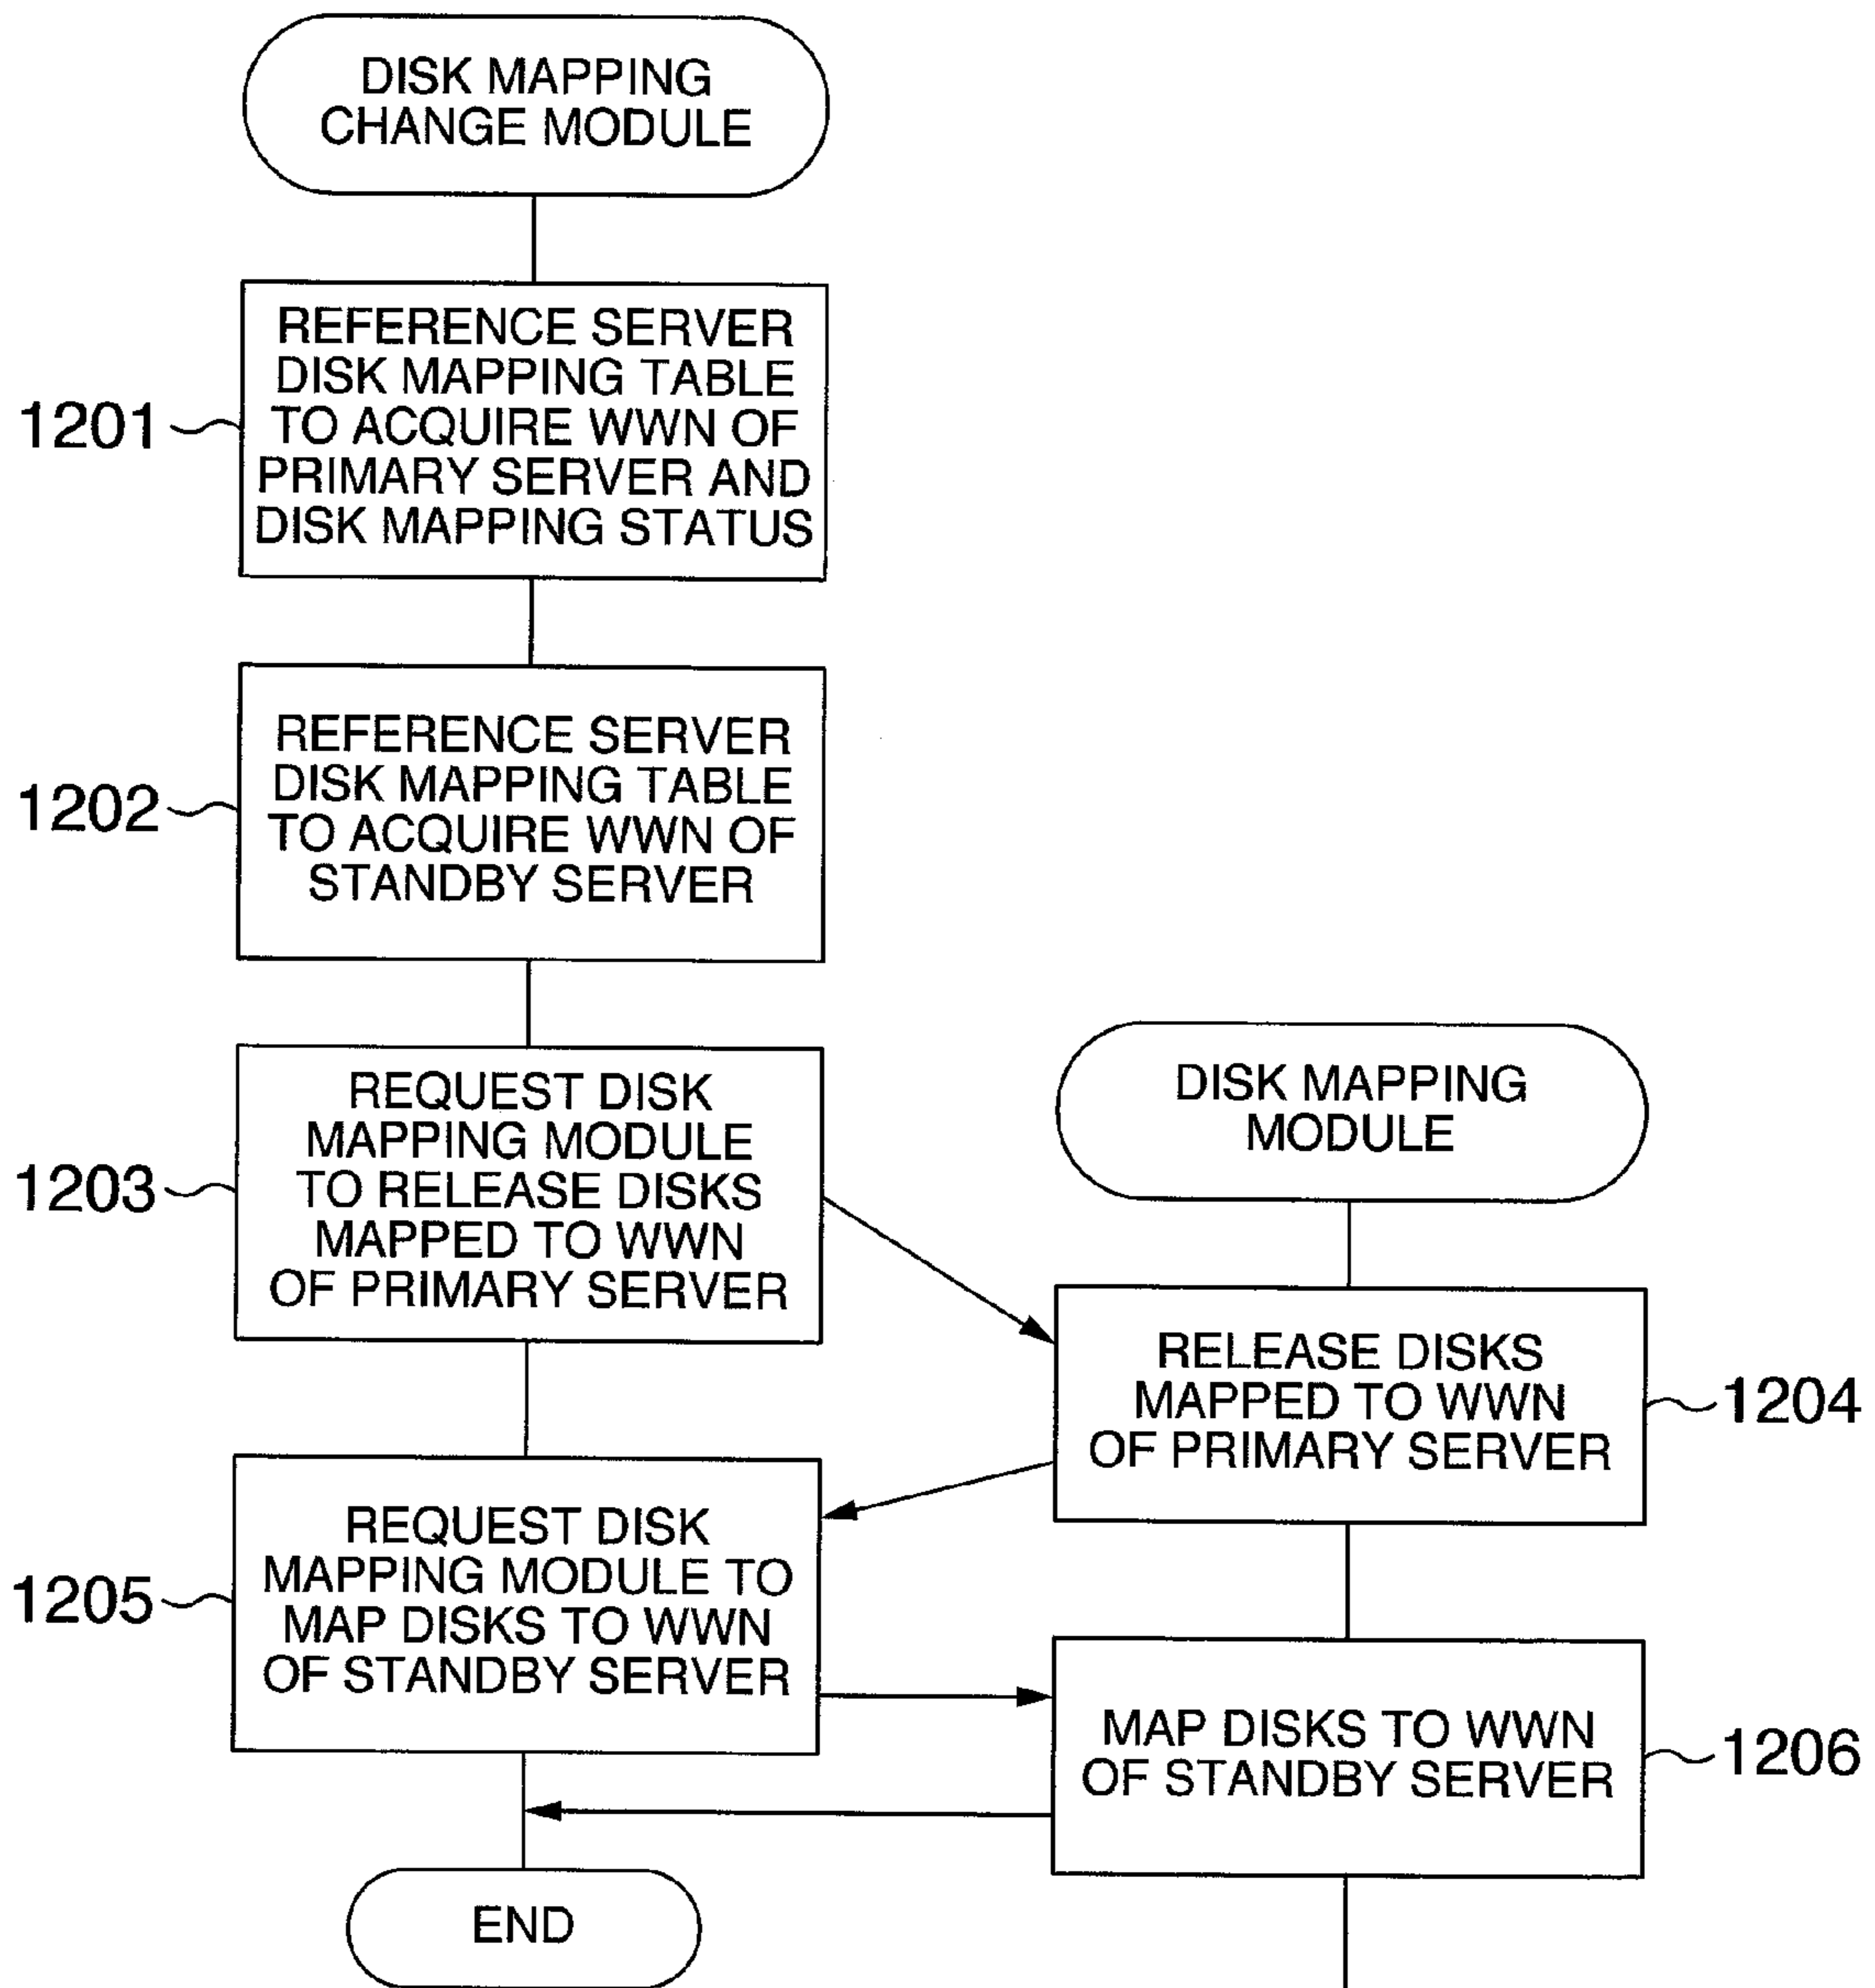 DISK MAPPING
CHANGE MODULE
1201
REFERENCE SERVER
DISK MAPPING TABLE
TO ACQUIRE WWN OF
PRIMARY SERVER AND
DISK MAPPING STATUS
1202
REFERENCE SERVER
DISK MAPPING TABLE
TO ACQUIRE WWN OF
STANDBY SERVER
1203
REQUEST DISK
MAPPING MODULE
TO RELEASE DISKS
MAPPED TO WWN
OF PRIMARY SERVER
DISK MAPPING
MODULE
RELEASE DISKS
MAPPED TO WWN
OF PRIMARY SERVER
1204
1205
REQUEST DISK
MAPPING MODULE TO
MAP DISKS TO WWN
OF STANDBY SERVER
MAP DISKS TO WWN
OF STANDBY SERVER
1206
END